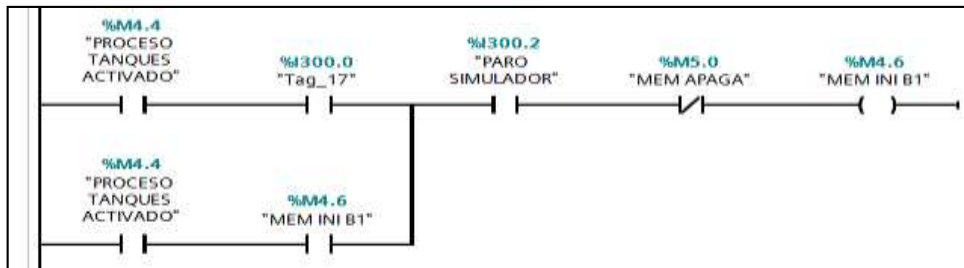 %M4.4
"PROCESO
TANQUES
ACTIVADO"
%I300.0
"Tag_17"
%I300.2
"PARO
SIMULADOR"
%M5.0
"MEM APAGA"
%M4.6
"MEM INI B1"
%M4.4
"PROCESO
TANQUES
ACTIVADO"
%M4.6
"MEM INI B1"